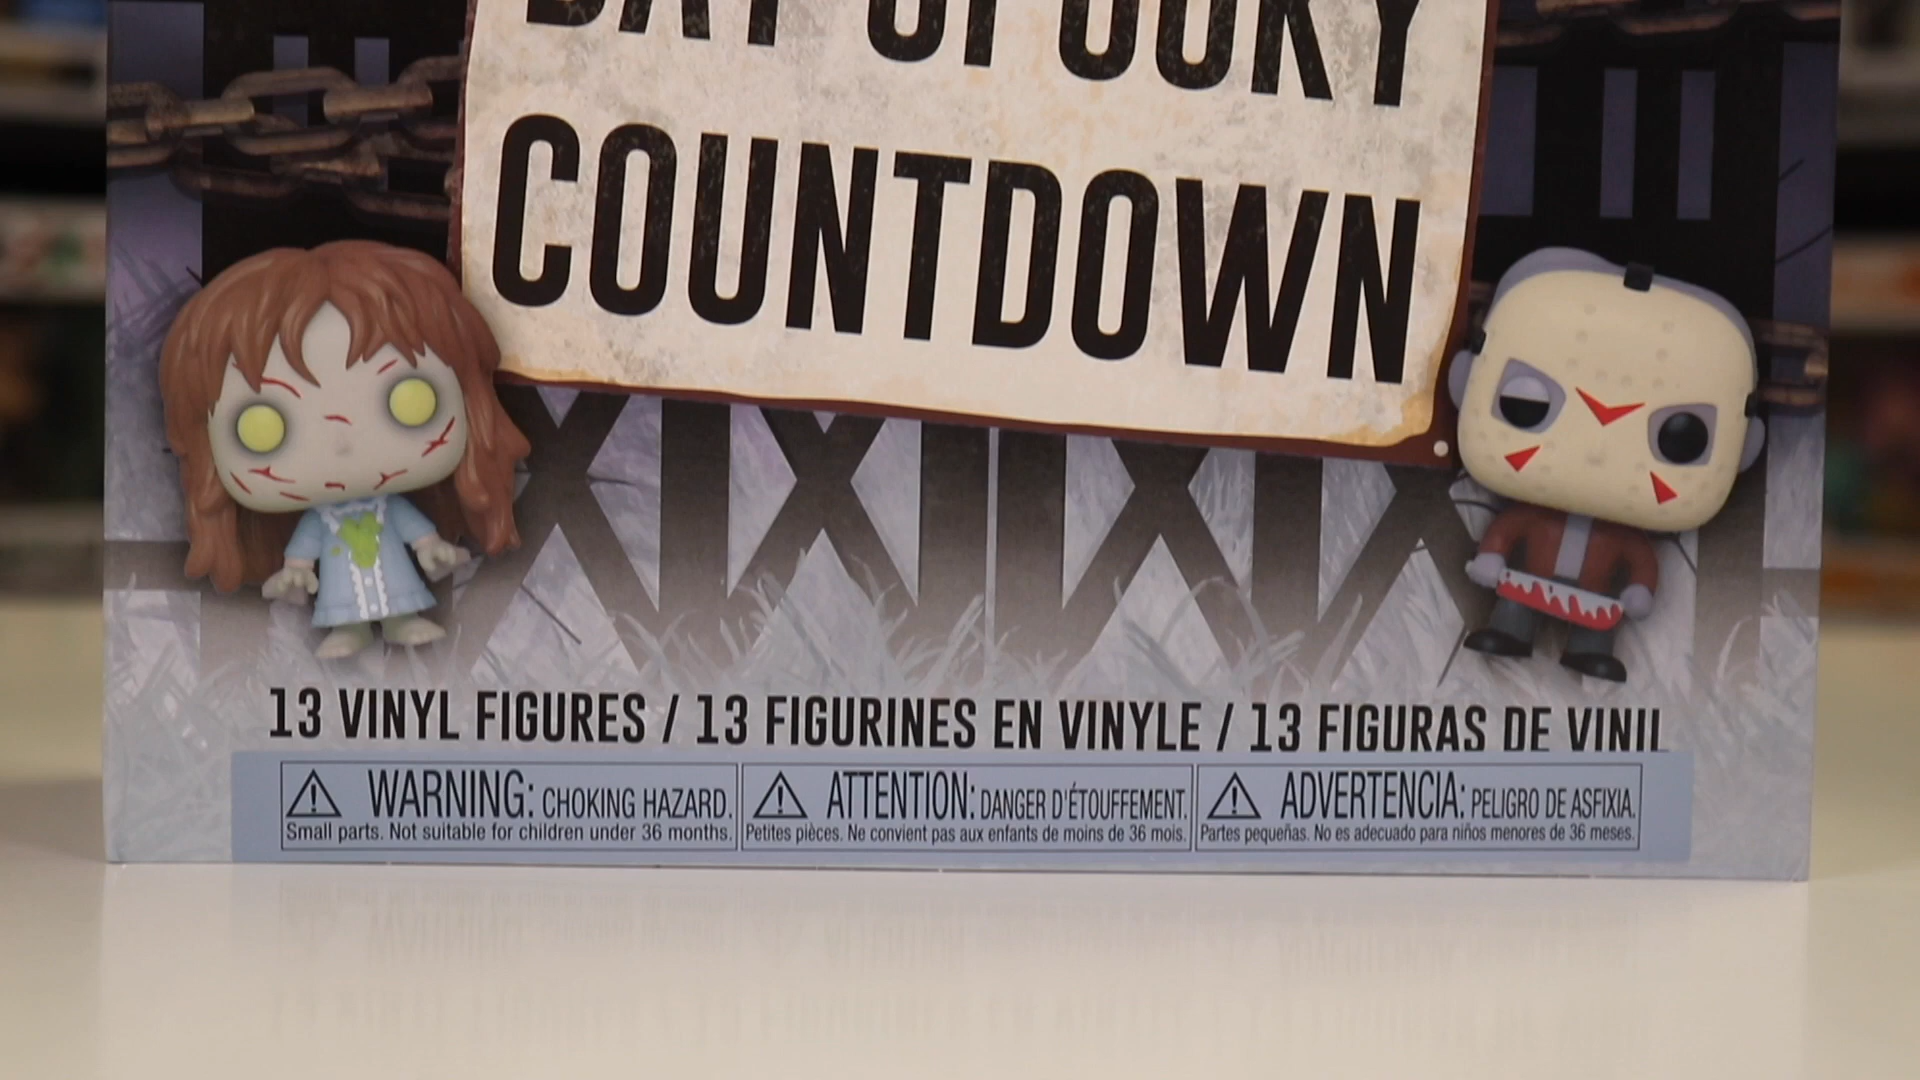 DAY SPOOKY
COUNTDOWN
13 VINYL FIGURES / 13 FIGURINES EN VINYLE / 13 FIGURAS DE VINIL
WARNING: CHOKING HAZARD.
Small parts. Not suitable for children under 36 months.
ATTENTION: DANGER D'ÉTOUFFEMENT.
Petites pièces. Ne convient pas aux enfants de moins de 36 mois.
ADVERTENCIA: PELIGRO DE ASFIXIA.
Partes pequeñas. No es adecuado para niños menores de 36 meses.